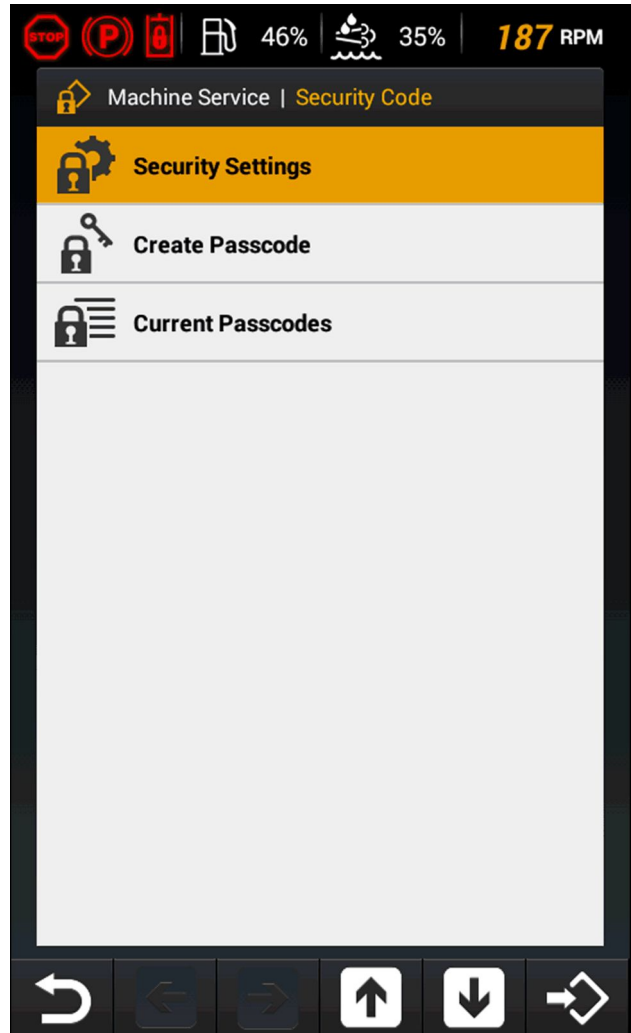 STOP P 46% 35% 187 RPM
Machine Service | Security Code
Security Settings
Create Passcode
Current Passcodes